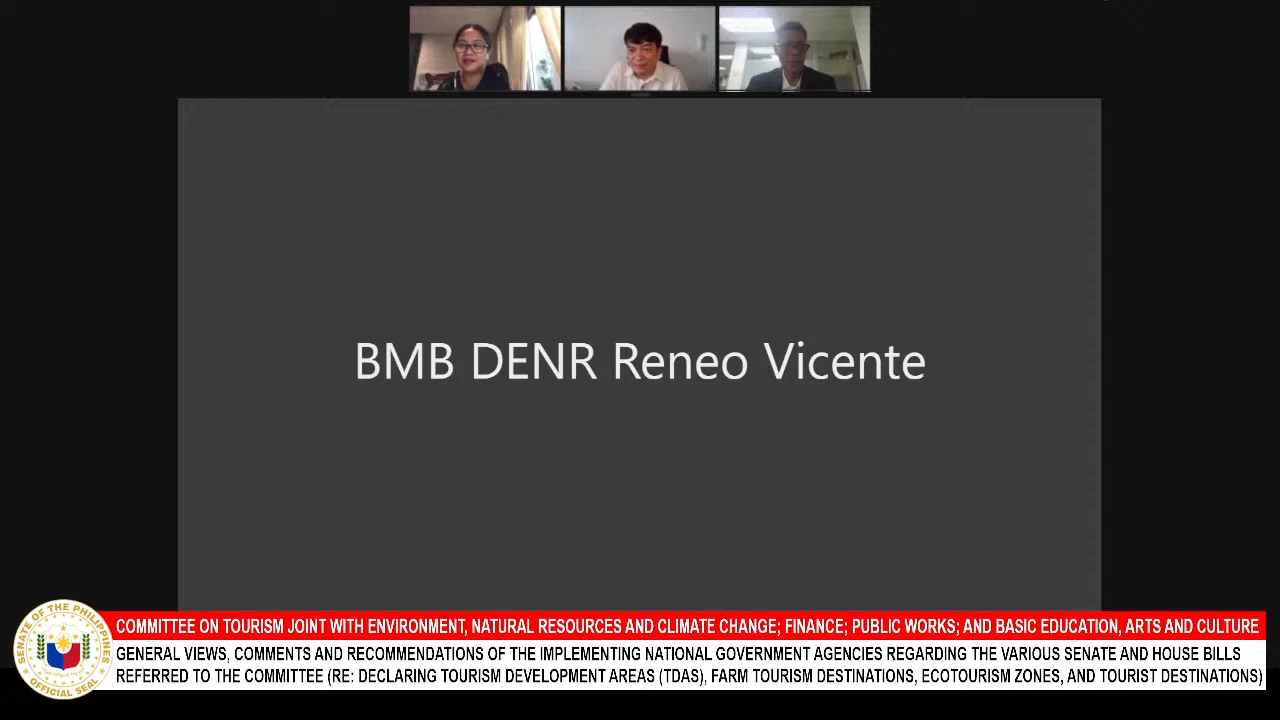 BMB DENR Reneo Vicente
COMMITTEE ON TOURISM JOINT WITH ENVIRONMENT, NATURAL RESOURCES AND CLIMATE CHANGE; FINANCE; PUBLIC WORKS; AND BASIC EDUCATION, ARTS AND CULTURE
GENERAL VIEWS, COMMENTS AND RECOMMENDATIONS OF THE IMPLEMENTING NATIONAL GOVERNMENT AGENCIES REGARDING THE VARIOUS SENATE AND HOUSE BILLS
REFERRED TO THE COMMITTEE (RE: DECLARING TOURISM DEVELOPMENT AREAS (TDAS), FARM TOURISM DESTINATIONS, ECOTOURISM ZONES, AND TOURIST DESTINATIONS)
SENATE OF THE PHILIPPINES
OFFICIAL SEAL